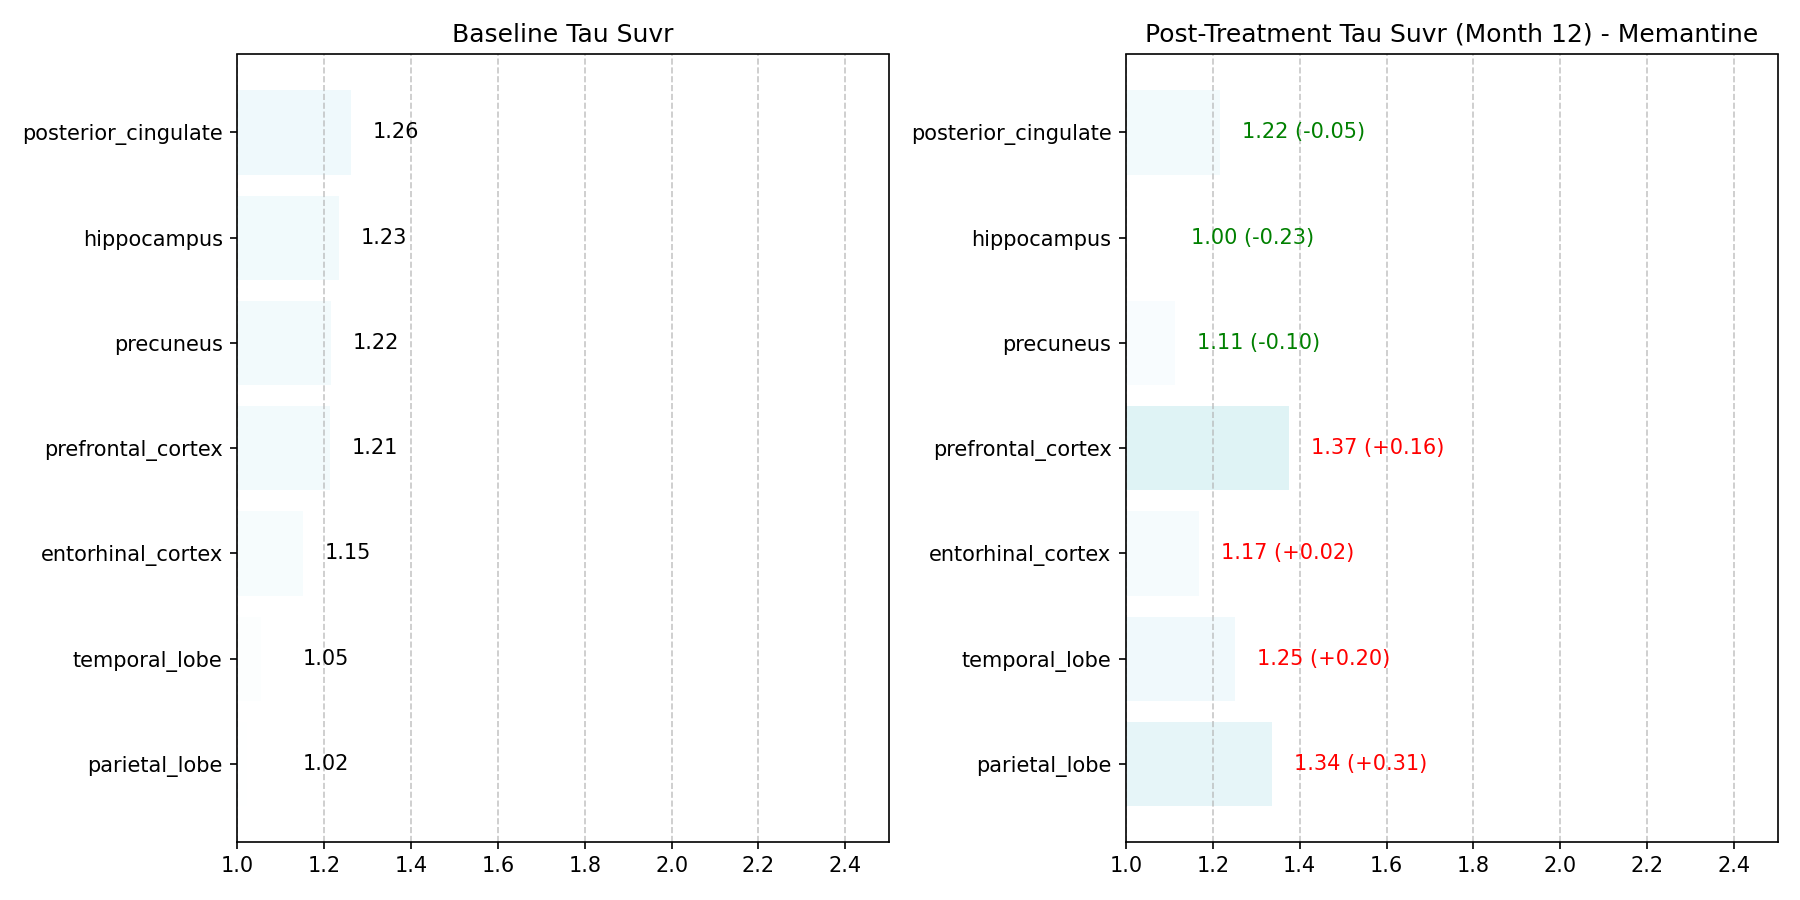 Baseline Tau Suvr
posterior_cingulate
1.26
hippocampus
1.23
precuneus
1.22
prefrontal_cortex
1.21
entorhinal_cortex
1.15
temporal_lobe
1.05
parietal_lobe
1.02
1.0 1.2 1.4 1.6 1.8 2.0 2.2 2.4
Post-Treatment Tau Suvr (Month 12) - Memantine
posterior_cingulate
1.22 (-0.05)
hippocampus
1.00 (-0.23)
precuneus
1.11 (-0.10)
prefrontal_cortex
1.37 (+0.16)
entorhinal_cortex
1.17 (+0.02)
temporal_lobe
1.25 (+0.20)
parietal_lobe
1.34 (+0.31)
1.0 1.2 1.4 1.6 1.8 2.0 2.2 2.4